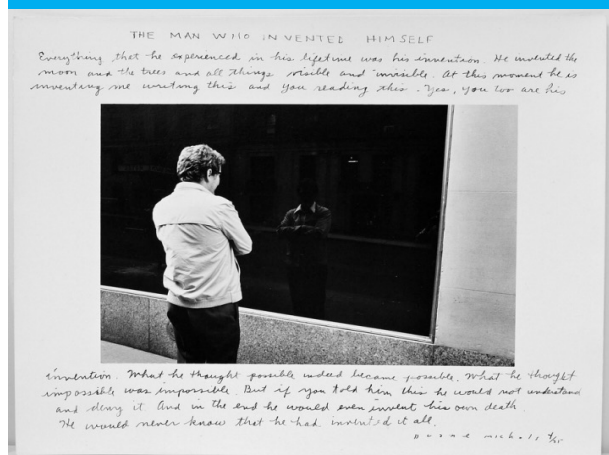 THE MAN WHO INVENTED HIMSELF
Everything that he experienced in his lifetime was his invention. He invented the
moon and the trees and all things visible and invisible. At this moment he is
inventing me writing this and you reading this. Yes, you too are his
invention. What he thought possible indeed became possible. What he thought
impossible was impossible. But if you told him this he would not understand
and deny it. And in the end he would even invent his own death.
He would never know that he had invented it all.
Duane Michals